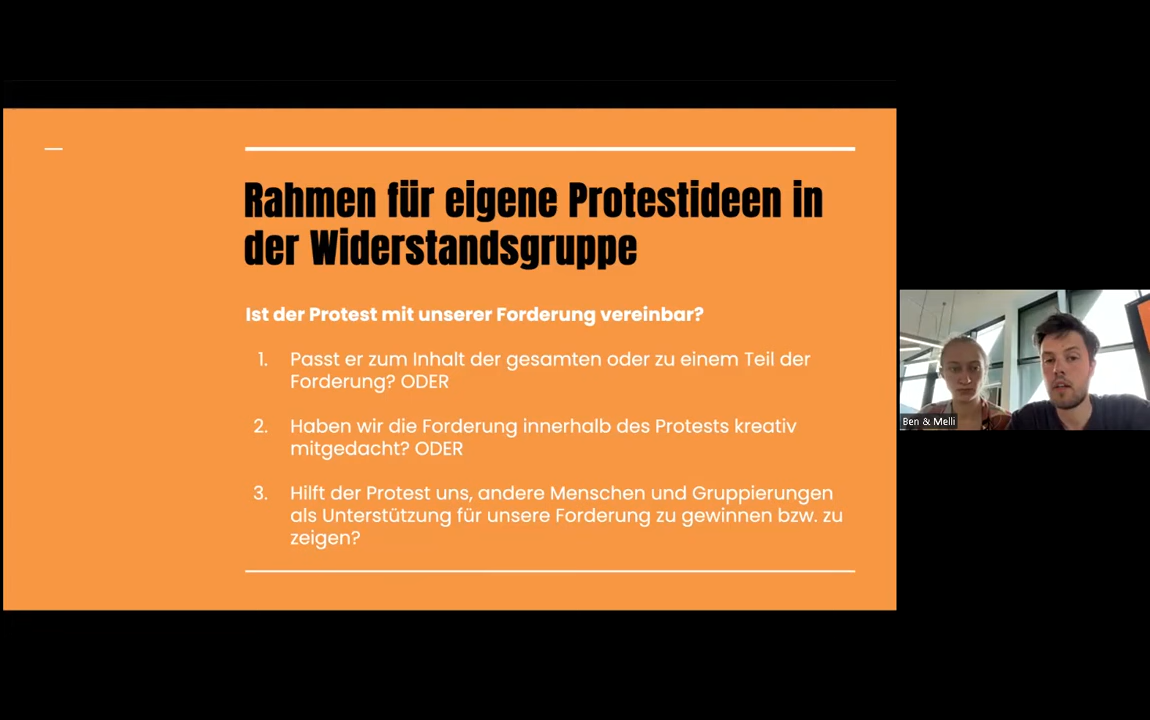 Rahmen für eigene Protestideen in
der Widerstandsgruppe
Ist der Protest mit unserer Forderung vereinbar?
1. Passt er zum Inhalt der gesamten oder zu einem Teil der
Forderung? ODER
2. Haben wir die Forderung innerhalb des Protests kreativ
mitgedacht? ODER
3. Hilft der Protest uns, andere Menschen und Gruppierungen
als Unterstützung für unsere Forderung zu gewinnen bzw. zu
zeigen?
Ben & Melli